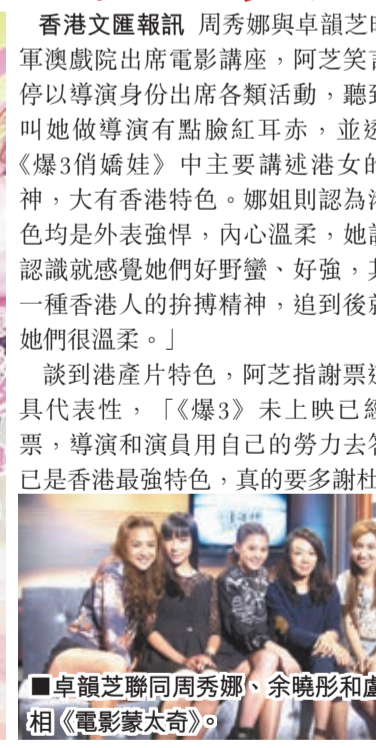 香港文匯報訊 周秀娜與卓韻芝
軍澳戲院出席電影講座，阿芝笑
停以導演身份出席各類活動，聽到
叫她做導演有點臉紅耳赤，並
《爆3俏嬌娃》中主要講述港女的
神，大有香港特色。娜姐則認為
色均是外表強悍，內心溫柔，她
認識就感覺她們好野蠻、好強，
一種香港人的拚搏精神，追到後
她們很溫柔。」
談到港產片特色，阿芝指謝票
具代表性，「《爆3》未上映已
票，導演和演員用自己的勞力去
已是香港最強特色，真的要多謝杜
■卓韻芝聯同周秀娜、余曉彤和盧
相《電影蒙太奇》。